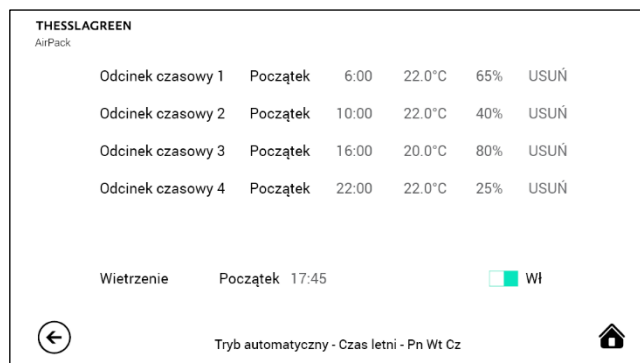 THESSLAGREEN
AirPack
Odcinek czasowy 1 Początek 6:00 22.0°C 65% USUŃ
Odcinek czasowy 2 Początek 10:00 22.0°C 40% USUŃ
Odcinek czasowy 3 Początek 16:00 20.0°C 80% USUŃ
Odcinek czasowy 4 Początek 22:00 22.0°C 25% USUŃ
Wietrzenie Początek 17:45 Wł
Tryb automatyczny - Czas letni - Pn Wt Cz